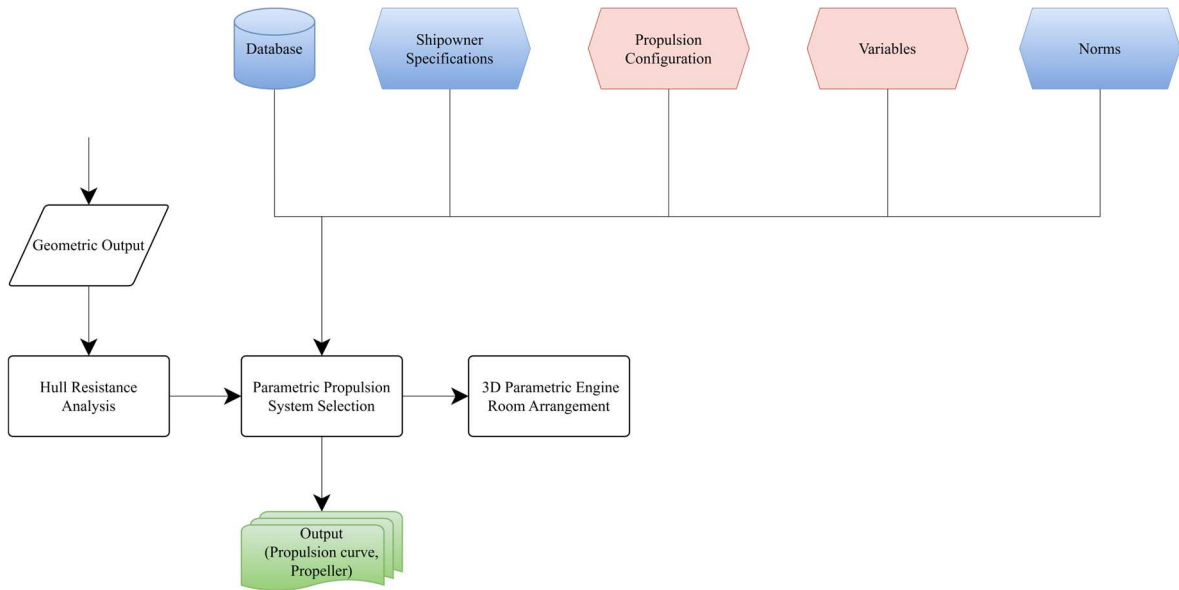 Database
Shipowner
Specifications
Propulsion
Configuration
Variables
Norms
Geometric Output
Hull Resistance
Analysis
Parametric Propulsion
System Selection
3D Parametric Engine
Room Arrangement
Output
(Propulsion curve,
Propeller)